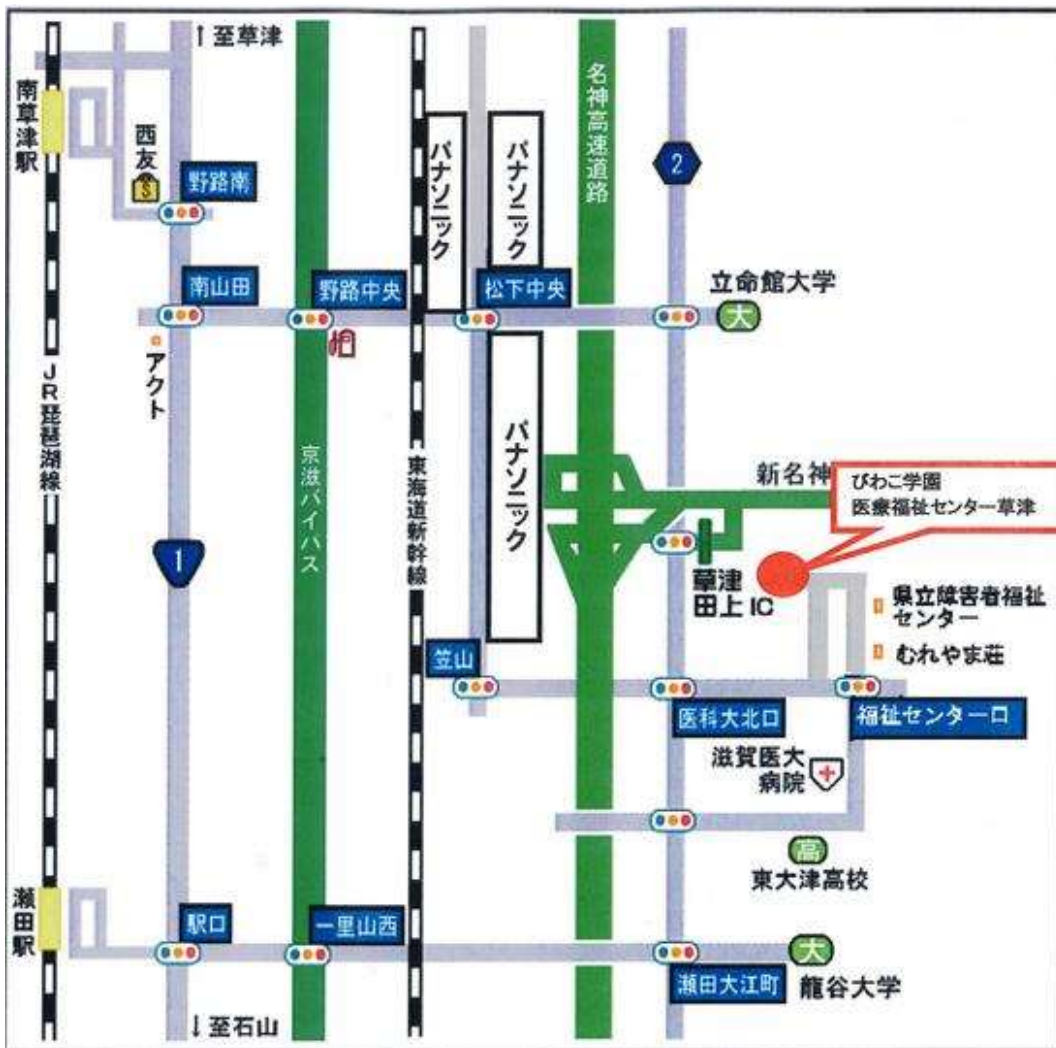 ↑至草津
南草津駅
西友
$
野路南
パナソニック
パナソニック
名神高速道路
2
南山田
野路中央
松下中央
立命館大学
大
アクト
JR琵琶湖線
京滋バイパス
東海道新幹線
パナソニック
新名神
びわこ学園
医療福祉センター草津
1
草津
田上IC
県立障害者福祉
センター
むれやま荘
笠山
医科大北口
福祉センター口
滋賀医大
病院
高
東大津高校
瀬田駅
駅口
一里山西
大
瀬田大江町
龍谷大学
↓至石山